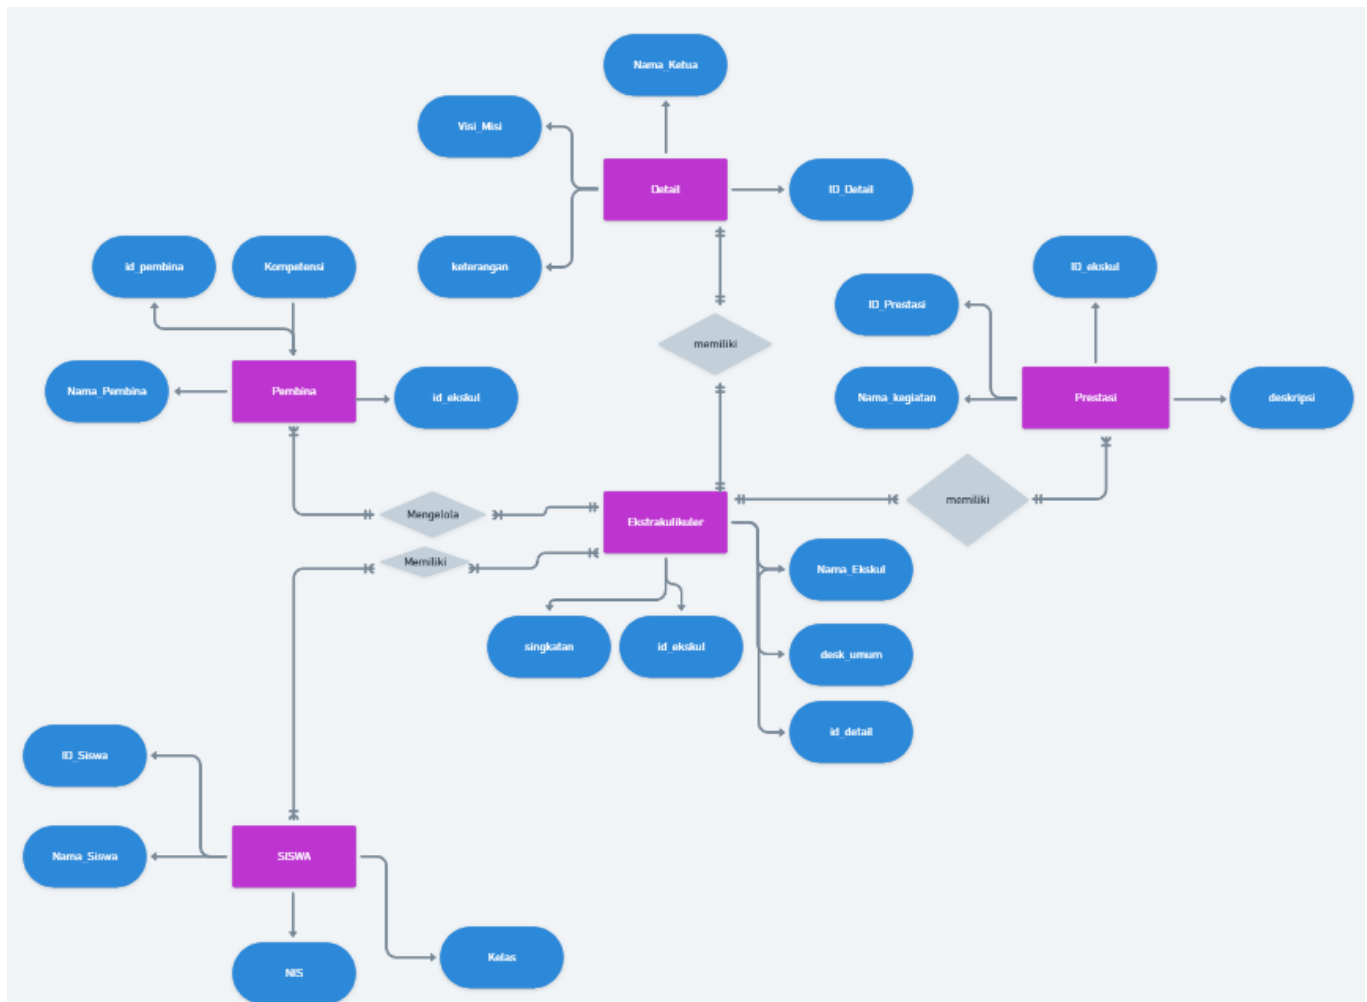 Nama_Ketua
Visi_Misi
Detail
ID_Detail
id_pembina
Kompetensi
keterangan
ID_ekskul
ID_Prestasi
memiliki
Nama_Pembina
Pembina
id_ekskul
Nama_kegiatan
Prestasi
deskripsi
Mengelola
Ekstrakulikuler
memiliki
Memiliki
Nama_Ekskul
singkatan
id_ekskul
desk_umum
id_detail
ID_Siswa
Nama_Siswa
SISWA
NIS
Kelas